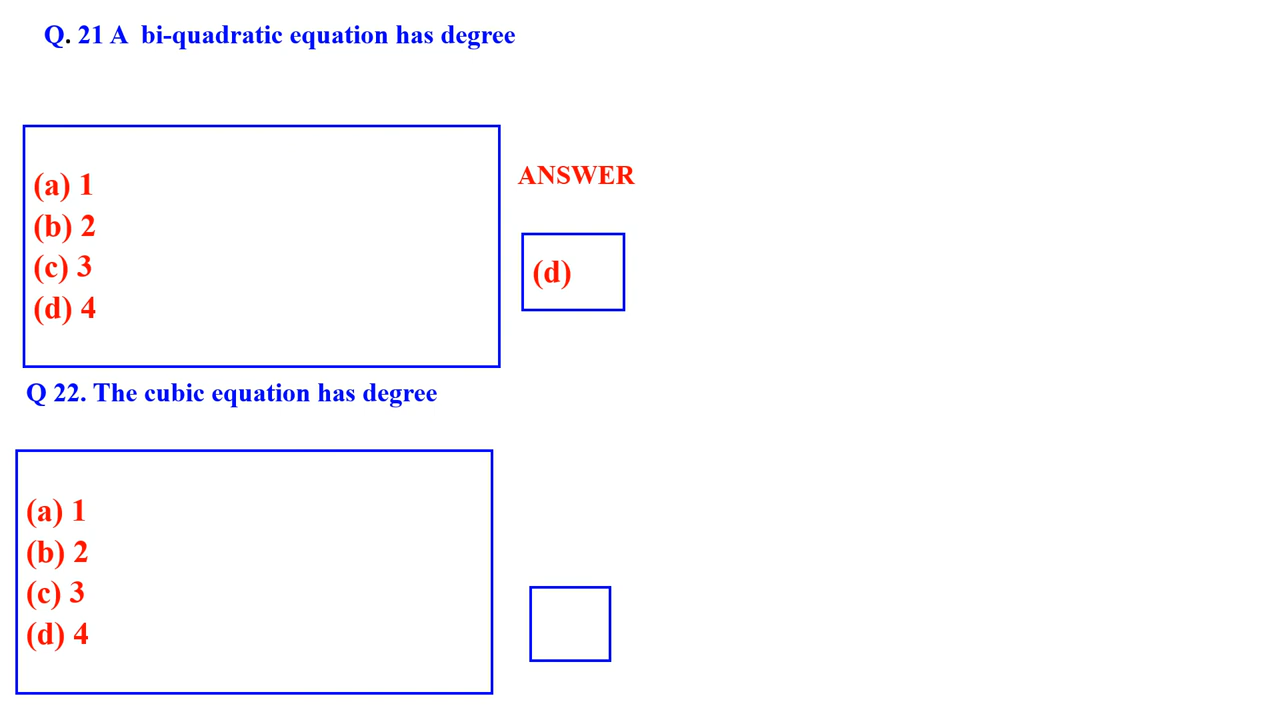 Q. 21 A bi-quadratic equation has degree
(a) 1
(b) 2
(c) 3
(d) 4
ANSWER
(d)
Q 22. The cubic equation has degree
(a) 1
(b) 2
(c) 3
(d) 4